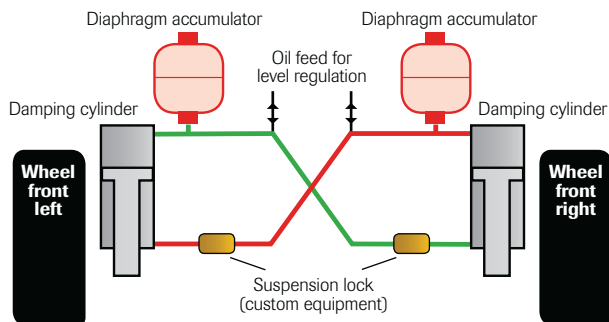 Diaphragm accumulator
Diaphragm accumulator
Oil feed for
level regulation
Damping cylinder
Damping cylinder
Wheel
front
left
Wheel
front
right
Suspension lock
(custom equipment)